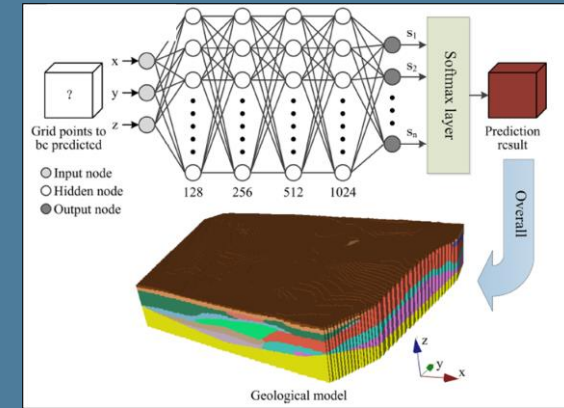 x
y
z
?
Grid points to
be predicted
Input node
Hidden node
Output node
128 256 512 1024
s1
s2
sn
Softmax layer
Prediction
result
Overall
z
y
x
Geological model